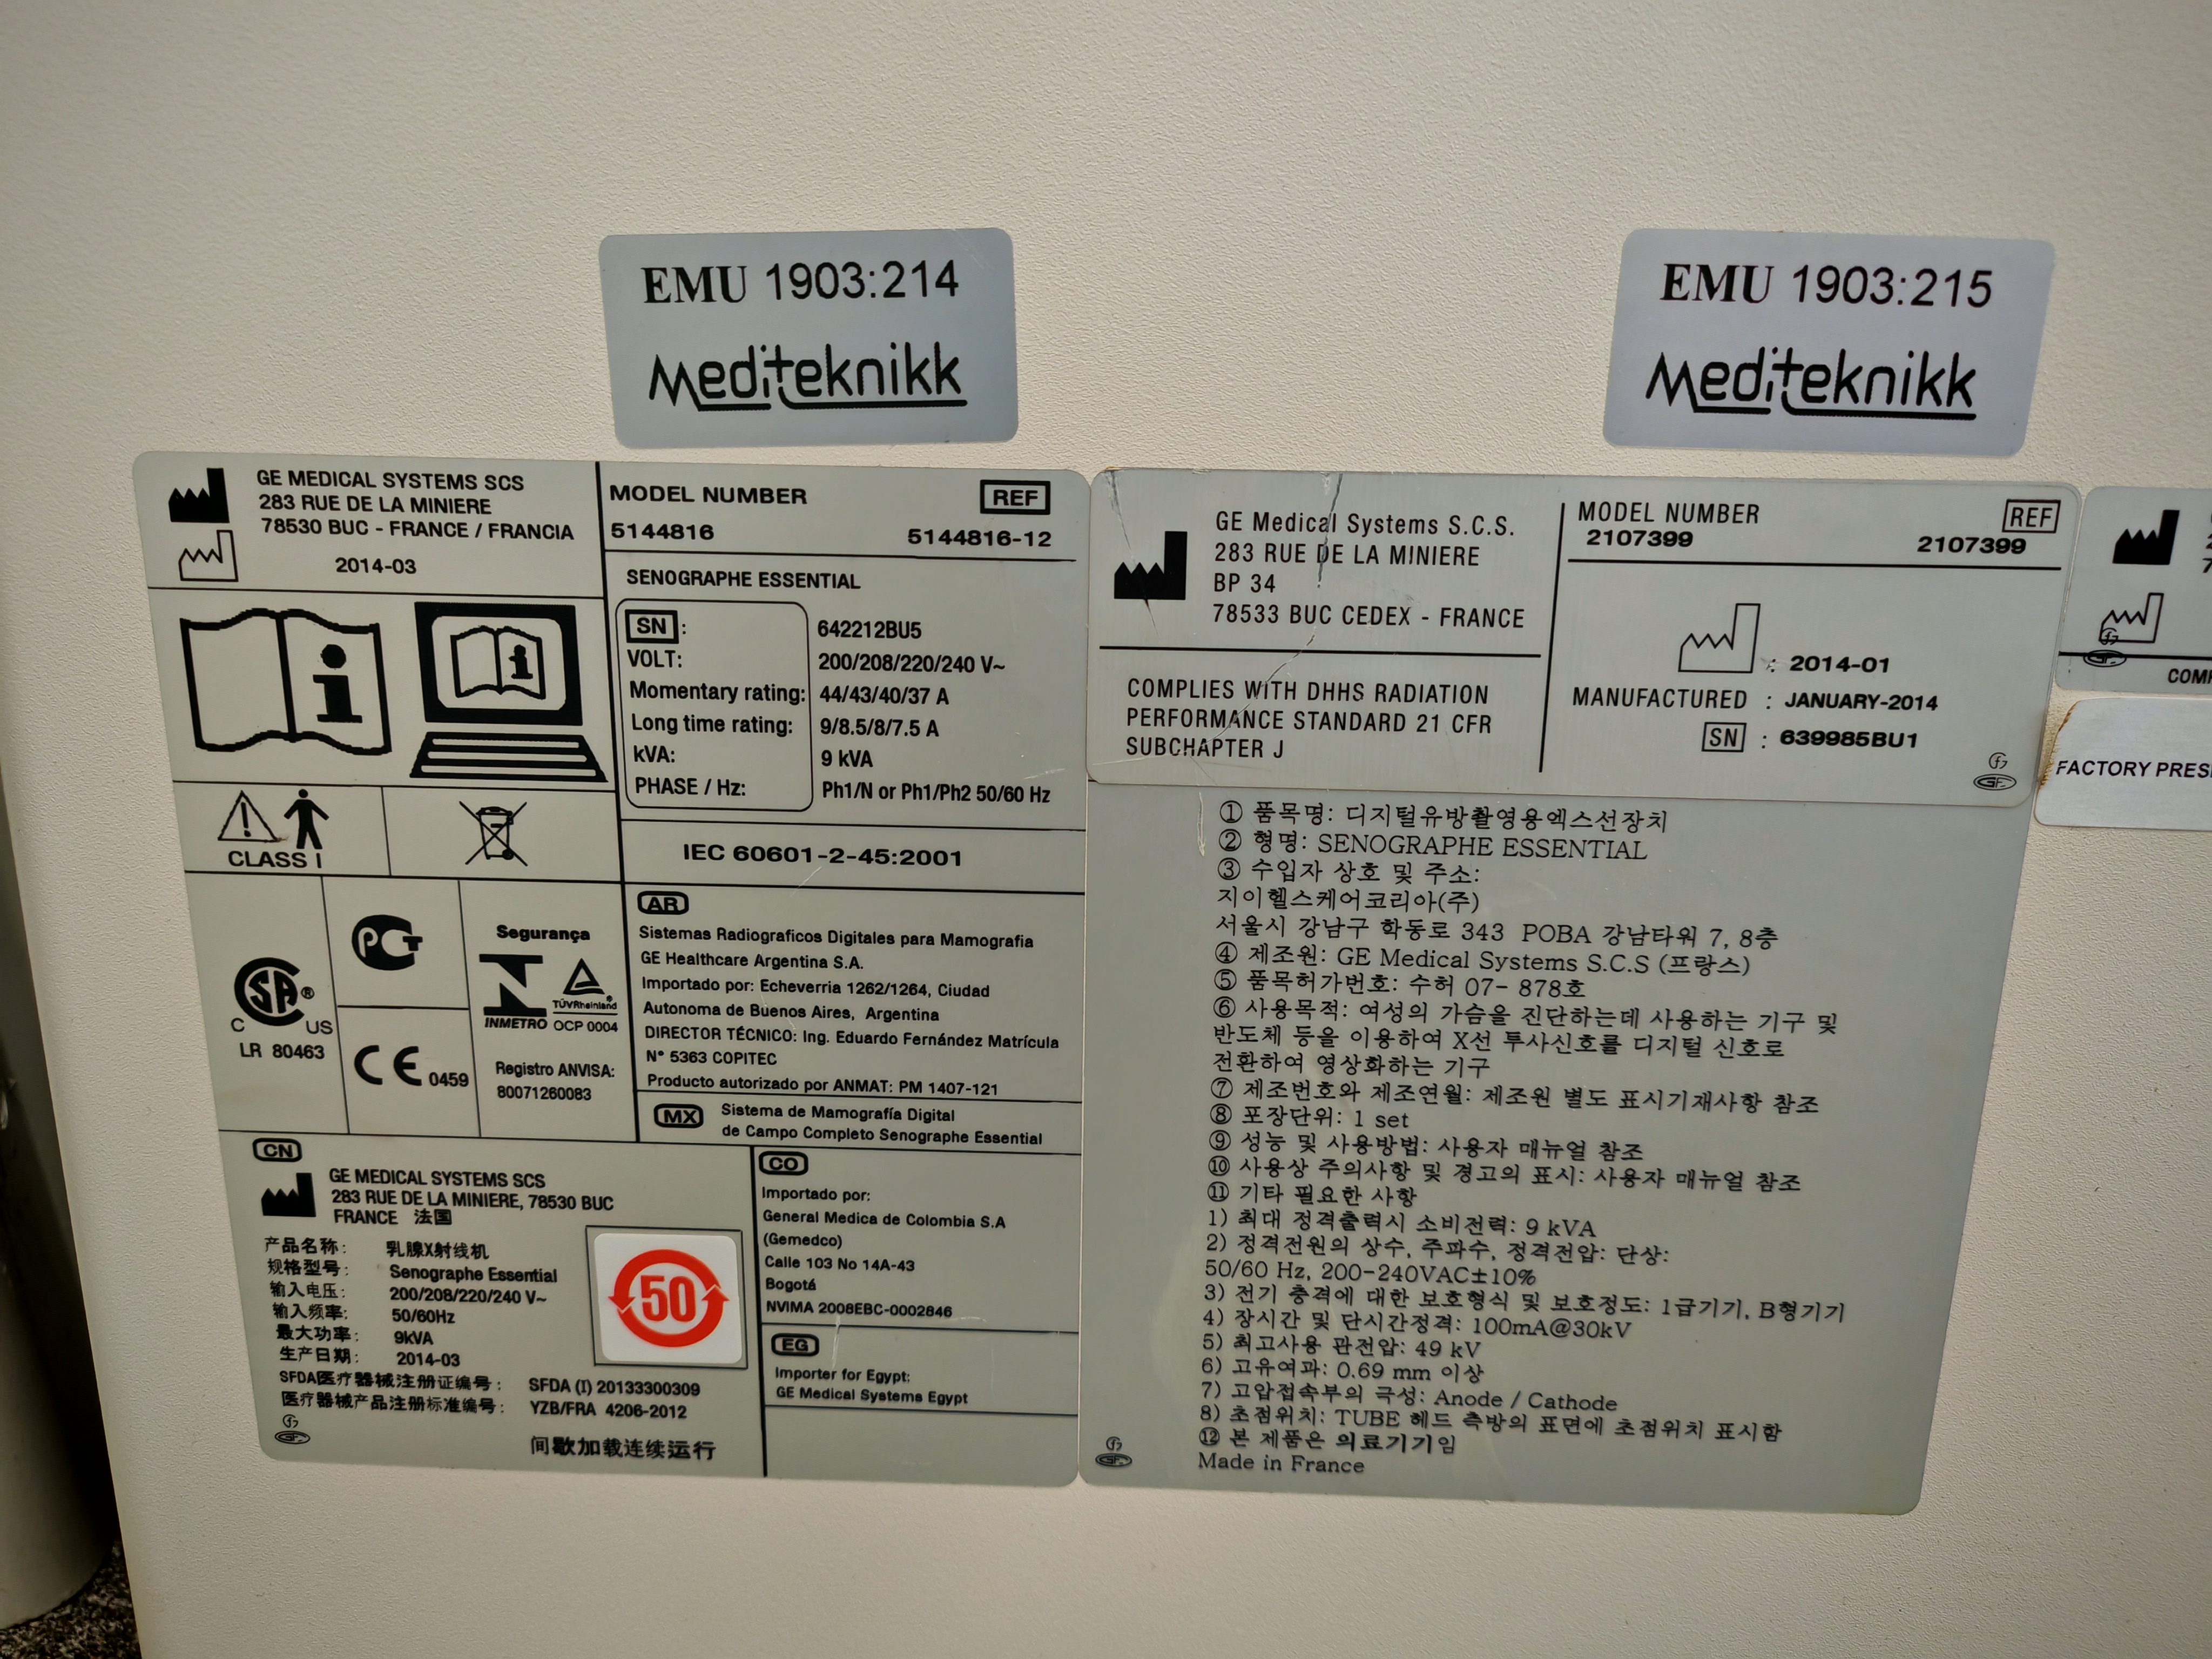 EMU 1903:214
Mediteknikk
EMU 1903:215
Mediteknikk
GE MEDICAL SYSTEMS SCS
283 RUE DE LA MINIERE
78530 BUC - FRANCE / FRANCIA
2014-03
MODEL NUMBER REF
5144816 5144816-12
SENOGRAPHE ESSENTIAL
SN : 642212BU5
VOLT: 200/208/220/240 V~
Momentary rating: 44/43/40/37 A
Long time rating: 9/8.5/8/7.5 A
kVA: 9 kVA
PHASE / Hz: Ph1/N or Ph1/Ph2 50/60 Hz
CLASS I
IEC 60601-2-45:2001
CSA®
C US
LR 80463
PCT
CE 0459
Segurança
INMETRO
TÜVRheinland®
OCP 0004
Registro ANVISA:
80071260083
AR
Sistemas Radiograficos Digitales para Mamografia
GE Healthcare Argentina S.A.
Importado por: Echeverria 1262/1264, Ciudad
Autonoma de Buenos Aires, Argentina
DIRECTOR TÉCNICO: Ing. Eduardo Fernández Matrícula
N° 5363 COPITEC
Producto autorizado por ANMAT: PM 1407-121
MX
Sistema de Mamografía Digital
de Campo Completo Senographe Essential
CN
GE MEDICAL SYSTEMS SCS
283 RUE DE LA MINIERE, 78530 BUC
FRANCE 法国
产品名称: 乳腺X射线机
规格型号: Senographe Essential
输入电压: 200/208/220/240 V~
输入频率: 50/60Hz
最大功率: 9kVA
生产日期: 2014-03
SFDA医疗器械注册证编号: SFDA (I) 20133300309
医疗器械产品注册标准编号: YZB/FRA 4206-2012
间歇加载连续运行
50
CO
Importado por:
General Medica de Colombia S.A
(Gemedco)
Calle 103 No 14A-43
Bogotá
NVIMA 2008EBC-0002846
EG
Importer for Egypt:
GE Medical Systems Egypt
GE Medical Systems S.C.S.
283 RUE DE LA MINIERE
BP 34
78533 BUC CEDEX - FRANCE
COMPLIES WITH DHHS RADIATION
PERFORMANCE STANDARD 21 CFR
SUBCHAPTER J
MODEL NUMBER REF
2107399 2107399
: 2014-01
MANUFACTURED : JANUARY-2014
SN : 639985BU1
① 품목명: 디지털유방촬영용엑스선장치
② 형명: SENOGRAPHE ESSENTIAL
③ 수입자 상호 및 주소:
지이헬스케어코리아(주)
서울시 강남구 학동로 343 POBA 강남타워 7, 8층
④ 제조원: GE Medical Systems S.C.S (프랑스)
⑤ 품목허가번호: 수허 07- 878호
⑥ 사용목적: 여성의 가슴을 진단하는데 사용하는 기구 및
반도체 등을 이용하여 X선 투사신호를 디지털 신호로
전환하여 영상화하는 기구
⑦ 제조번호와 제조연월: 제조원 별도 표시기재사항 참조
⑧ 포장단위: 1 set
⑨ 성능 및 사용방법: 사용자 매뉴얼 참조
⑩ 사용상 주의사항 및 경고의 표시: 사용자 매뉴얼 참조
⑪ 기타 필요한 사항
1) 최대 정격출력시 소비전력: 9 kVA
2) 정격전원의 상수, 주파수, 정격전압: 단상:
50/60 Hz, 200-240VAC±10%
3) 전기 충격에 대한 보호형식 및 보호정도: 1급기기, B형기기
4) 장시간 및 단시간정격: 100mA@30kV
5) 최고사용 관전압: 49 kV
6) 고유여과: 0.69 mm 이상
7) 고압접속부의 극성: Anode / Cathode
8) 초점위치: TUBE 헤드 측방의 표면에 초점위치 표시함
⑫ 본 제품은 의료기기임
Made in France
FACTORY